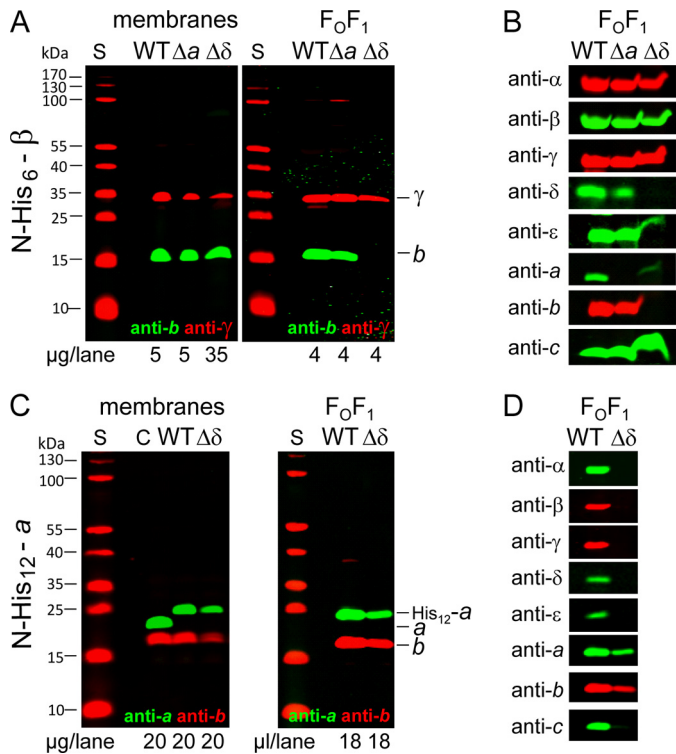 A
membranes
FOF1
kDa S WT Δa Δδ S WT Δa Δδ
170
130
100
55
40
35
25
15
10
N-His6 - β
γ
b
anti-b anti-γ
anti-b anti-γ
µg/lane 5 5 35 4 4 4
B
FOF1
WT Δa Δδ
anti-α
anti-β
anti-γ
anti-δ
anti-ε
anti-a
anti-b
anti-c
C
membranes
FOF1
kDa S C WT Δδ S WT Δδ
130
100
55
40
35
25
15
10
N-His12 - a
His12-a
a
b
anti-a anti-b
anti-a anti-b
µg/lane 20 20 20 µl/lane 18 18
D
FOF1
WT Δδ
anti-α
anti-β
anti-γ
anti-δ
anti-ε
anti-a
anti-b
anti-c